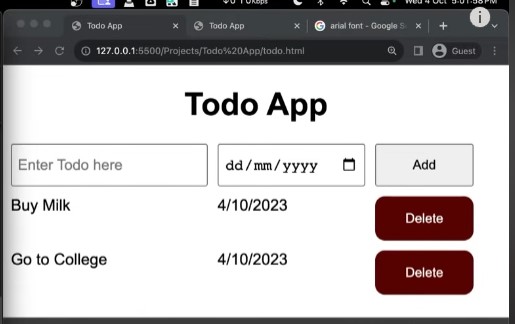 Wed 4 Oct 5:01:58 PM
Todo App
Todo App
arial font - Google S
127.0.0.1:5500/Projects/Todo%20App/todo.html
Guest
Todo App
Enter Todo here
dd/mm/yyyy
Add
Buy Milk
4/10/2023
Delete
Go to College
4/10/2023
Delete